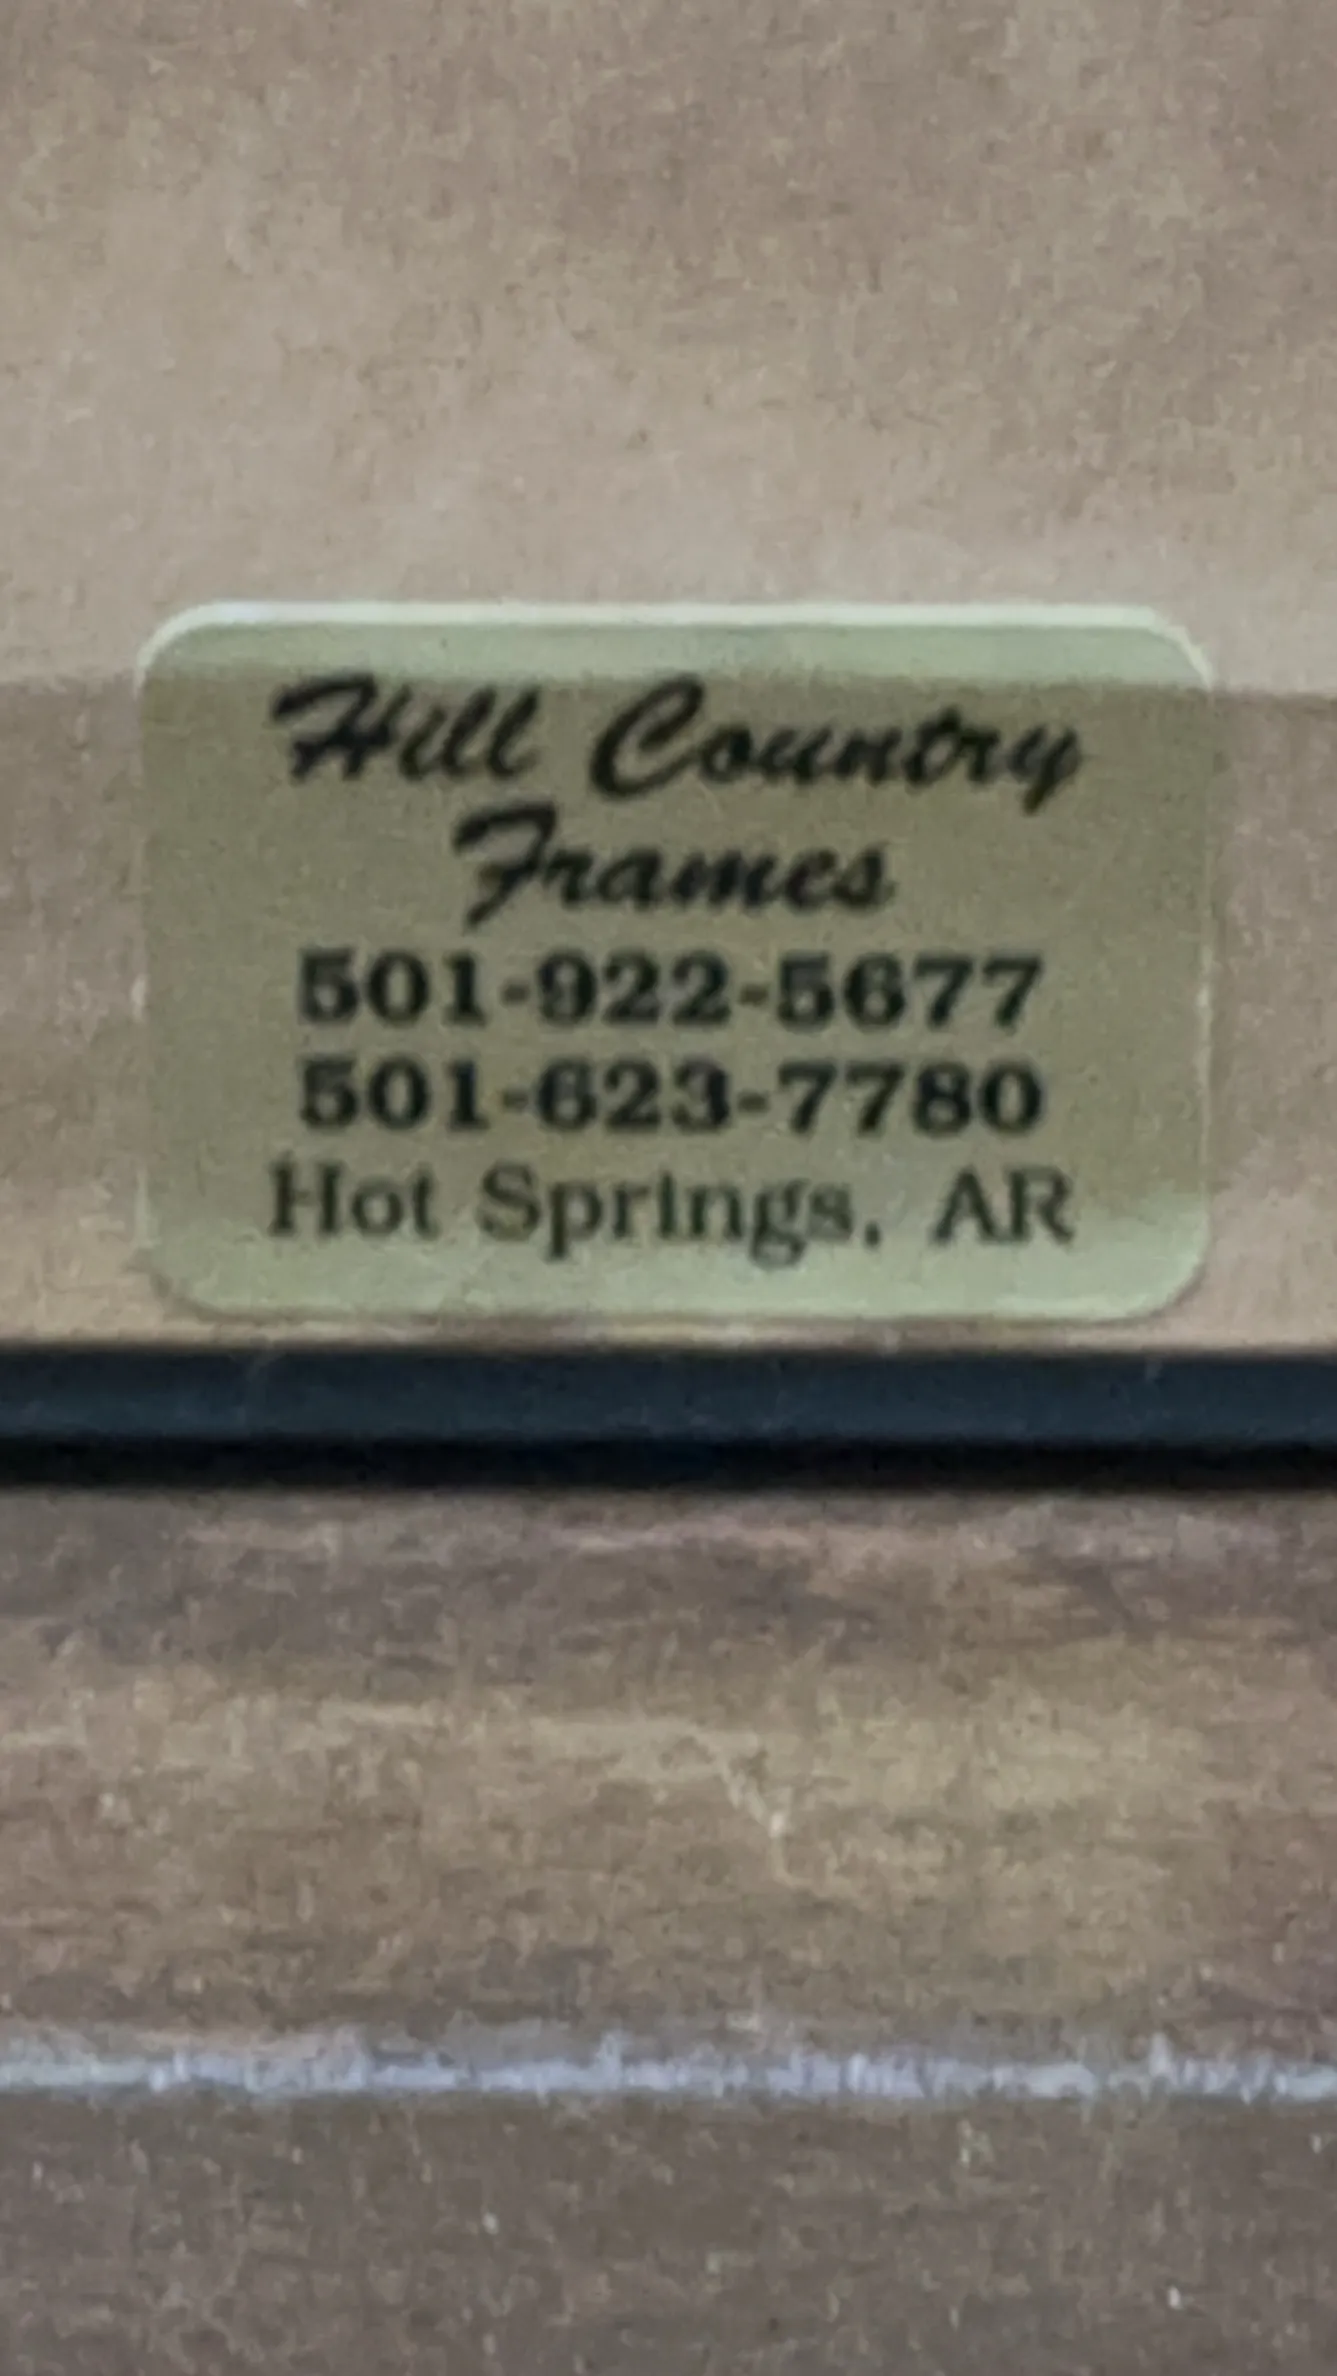 Hill Country
Frames
501-922-5677
501-623-7780
Hot Springs, AR